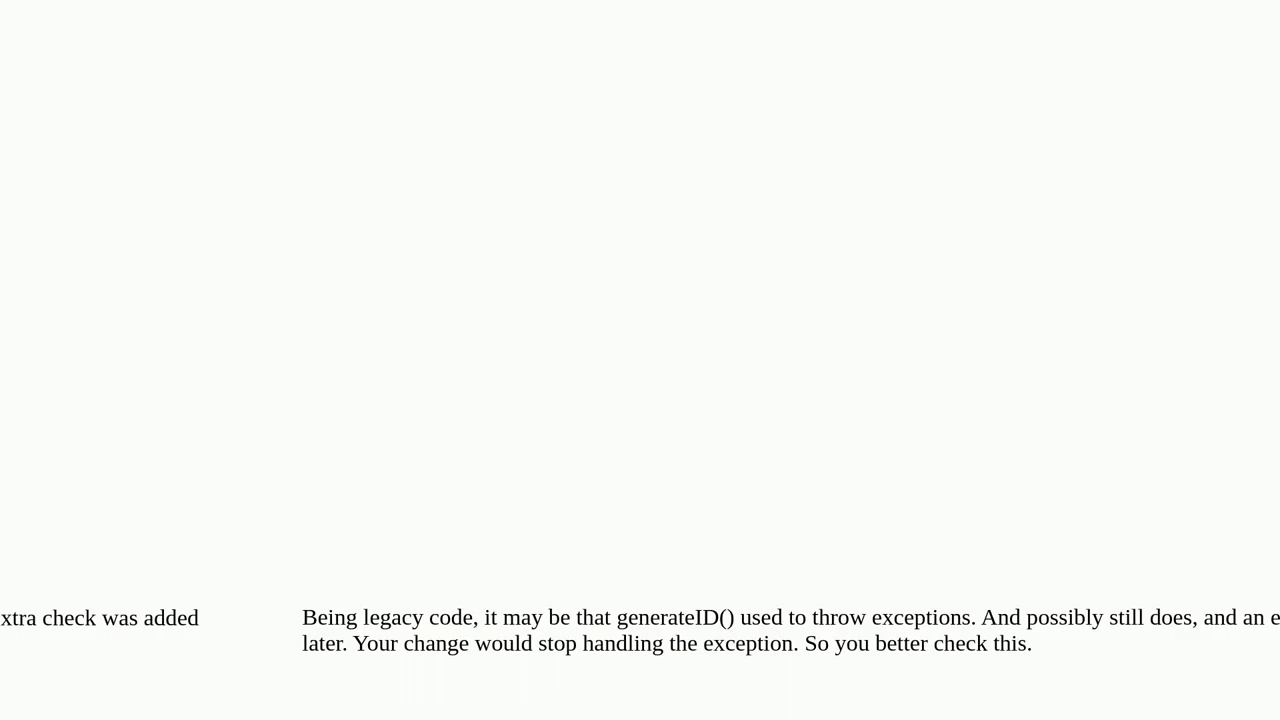 xtra check was added
Being legacy code, it may be that generateID() used to throw exceptions. And possibly still does, and an e
later. Your change would stop handling the exception. So you better check this.